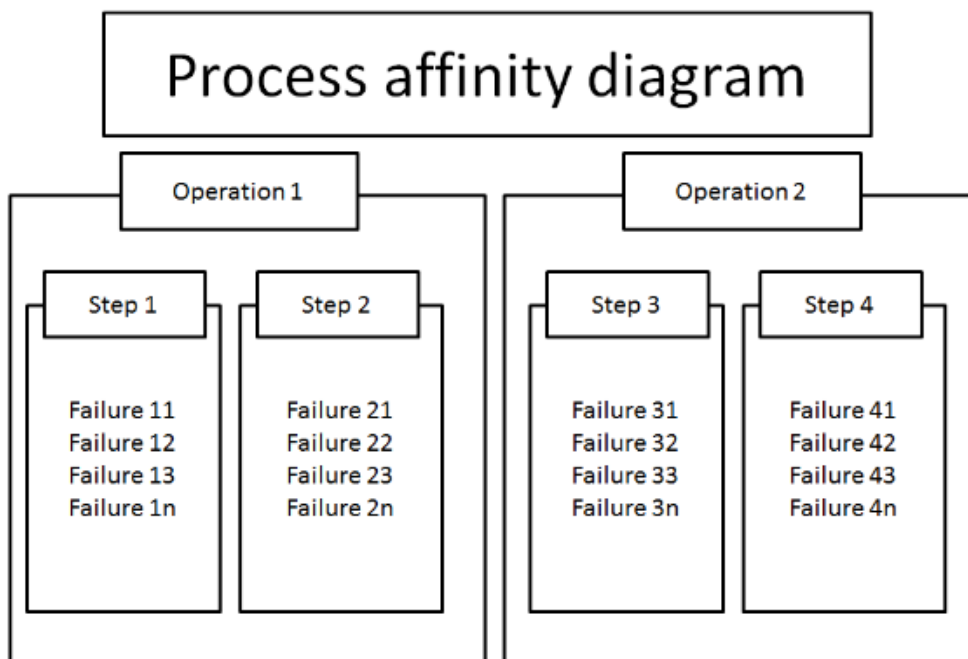 Process affinity diagram
Operation 1
Step 1
Failure 11
Failure 12
Failure 13
Failure 1n
Step 2
Failure 21
Failure 22
Failure 23
Failure 2n
Operation 2
Step 3
Failure 31
Failure 32
Failure 33
Failure 3n
Step 4
Failure 41
Failure 42
Failure 43
Failure 4n